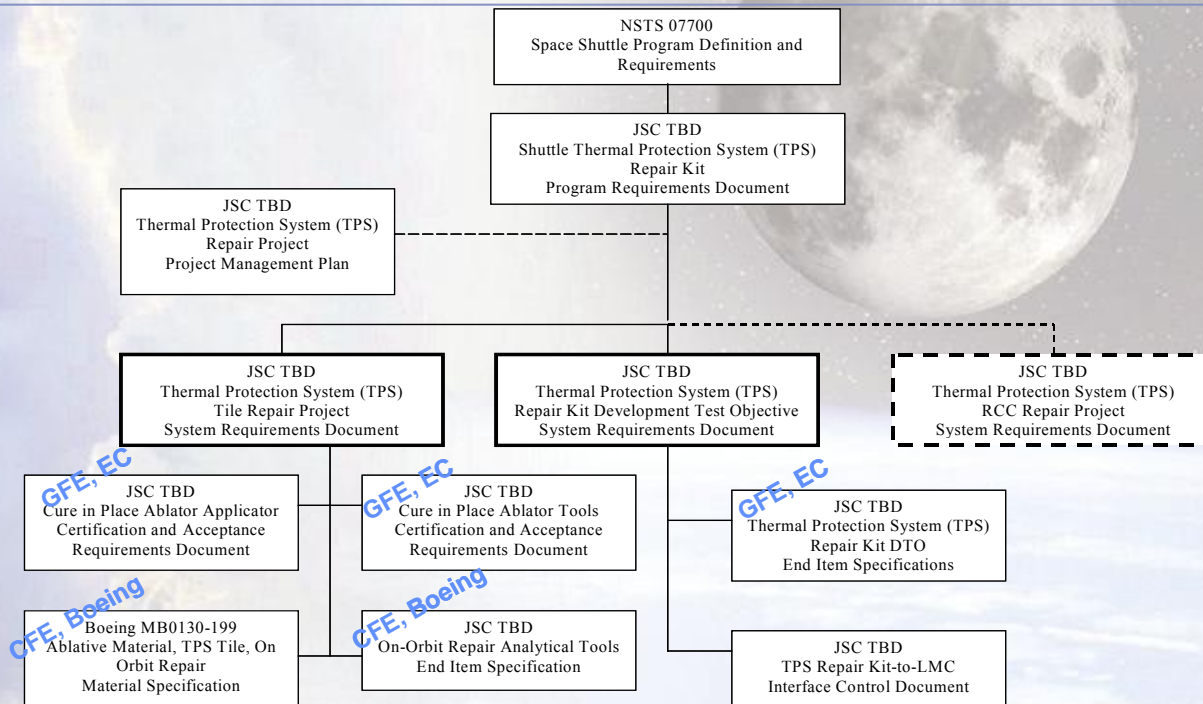 NSTS 07700
Space Shuttle Program Definition and
Requirements
JSC TBD
Shuttle Thermal Protection System (TPS)
Repair Kit
Program Requirements Document
JSC TBD
Thermal Protection System (TPS)
Repair Project
Project Management Plan
JSC TBD
Thermal Protection System (TPS)
Tile Repair Project
System Requirements Document
JSC TBD
Thermal Protection System (TPS)
Repair Kit Development Test Objective
System Requirements Document
JSC TBD
Thermal Protection System (TPS)
RCC Repair Project
System Requirements Document
GFE, EC
JSC TBD
Cure in Place Ablator Applicator
Certification and Acceptance
Requirements Document
GFE, EC
JSC TBD
Cure in Place Ablator Tools
Certification and Acceptance
Requirements Document
GFE, EC
JSC TBD
Thermal Protection System (TPS)
Repair Kit DTO
End Item Specifications
CFE, Boeing
Boeing MB0130-199
Ablative Material, TPS Tile, On
Orbit Repair
Material Specification
CFE, Boeing
JSC TBD
On-Orbit Repair Analytical Tools
End Item Specification
JSC TBD
TPS Repair Kit-to-LMC
Interface Control Document